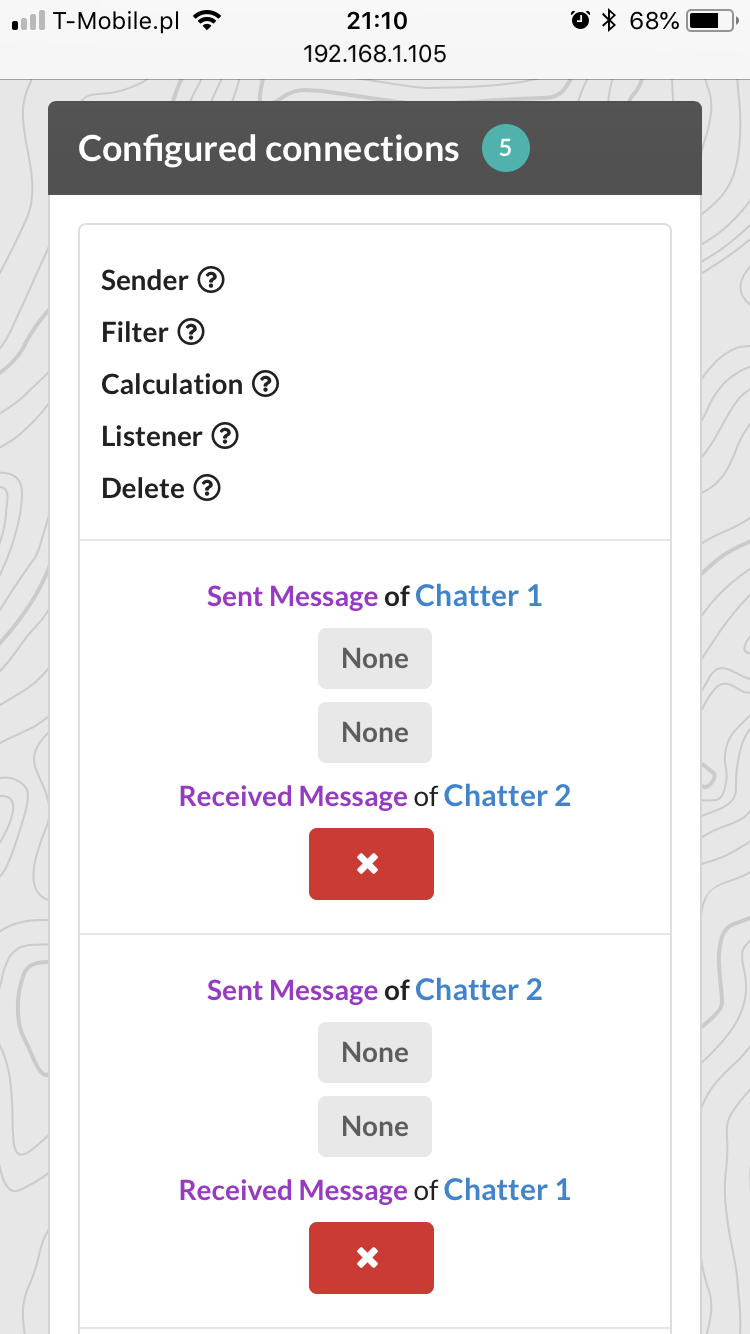 T-Mobile.pl 21:10 68%
192.168.1.105
Configured connections 5
Sender ?
Filter ?
Calculation ?
Listener ?
Delete ?
Sent Message of Chatter 1
None
None
Received Message of Chatter 2
Sent Message of Chatter 2
None
None
Received Message of Chatter 1